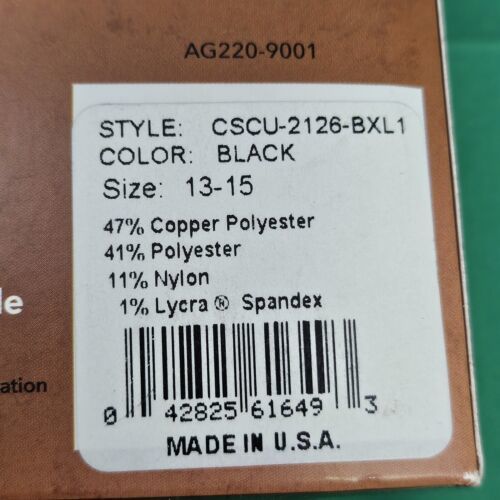 AG220-9001
STYLE: CSCU-2126-BXL1
COLOR: BLACK
Size: 13-15
47% Copper Polyester
41% Polyester
11% Nylon
1% Lycra ® Spandex
0 42825 61649 3
MADE IN U.S.A.